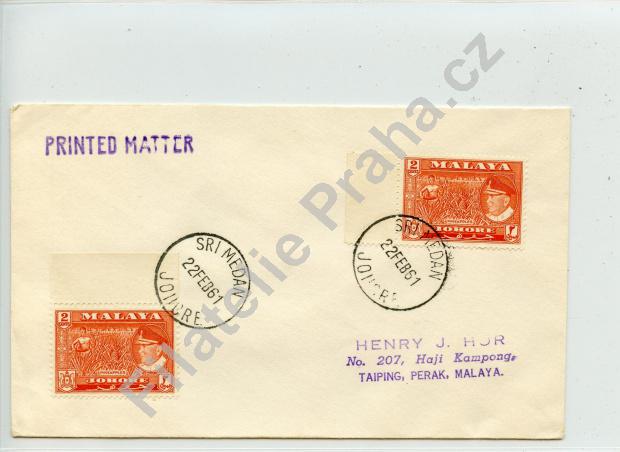 PRINTED MATTER
2
MALAYA
JOHORE
SRI MEDAN
22FEB61
JOHORE
2
MALAYA
JOHORE
SRI MEDAN
22FEB61
JOHORE
HENRY J. HOR
No. 207, Haji Kampong,
TAIPING, PERAK, MALAYA.
Filatelie Praha.cz